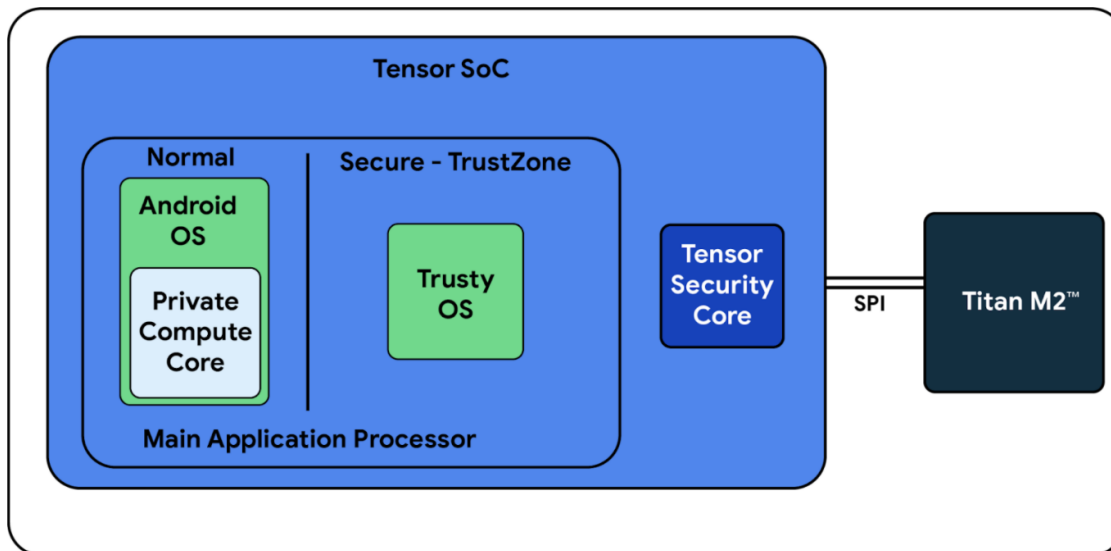 Tensor SoC
Normal
Secure - TrustZone
Android
OS
Private
Compute
Core
Trusty
OS
Main Application Processor
Tensor
Security
Core
SPI
Titan M2™